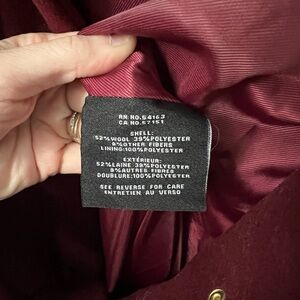 RN NO.54163
CA NO.57151
SHELL:
52%WOOL 39%POLYESTER
9%OTHER FIBERS
LINING:100%POLYESTER
EXTÉRIEUR:
52%LAINE 39%POLYESTER
9%AUTRES FIBRES
DOUBLURE:100%POLYESTER
SEE REVERSE FOR CARE
ENTRETIEN AU VERSO